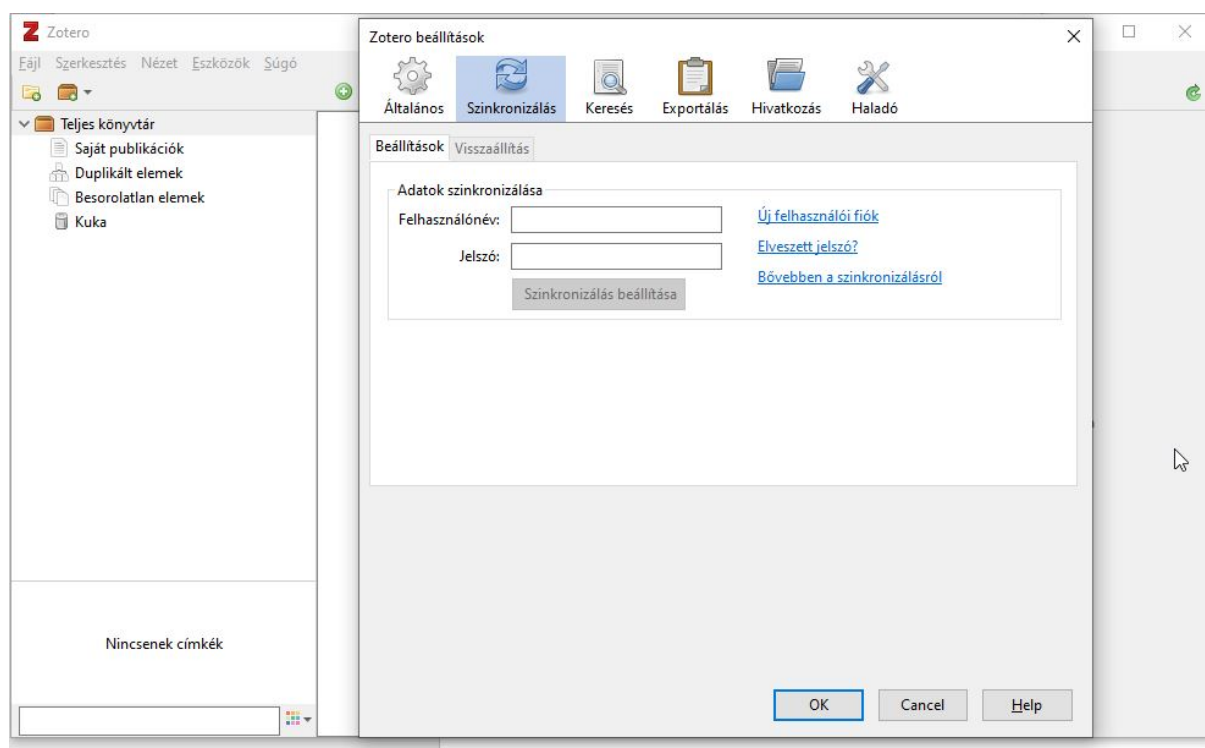 Zotero
Fájl Szerkesztés Nézet Eszközök Súgó
Teljes könyvtár
Saját publikációk
Duplikált elemek
Besorolatlan elemek
Kuka
Nincsenek címkék
Zotero beállítások
Általános Szinkronizálás Keresés Exportálás Hivatkozás Haladó
Beállítások Visszaállítás
Adatok szinkronizálása
Felhasználónév:
Új felhasználói fiók
Jelszó:
Elveszett jelszó?
Bővebben a szinkronizálásról
Szinkronizálás beállítása
OK Cancel Help